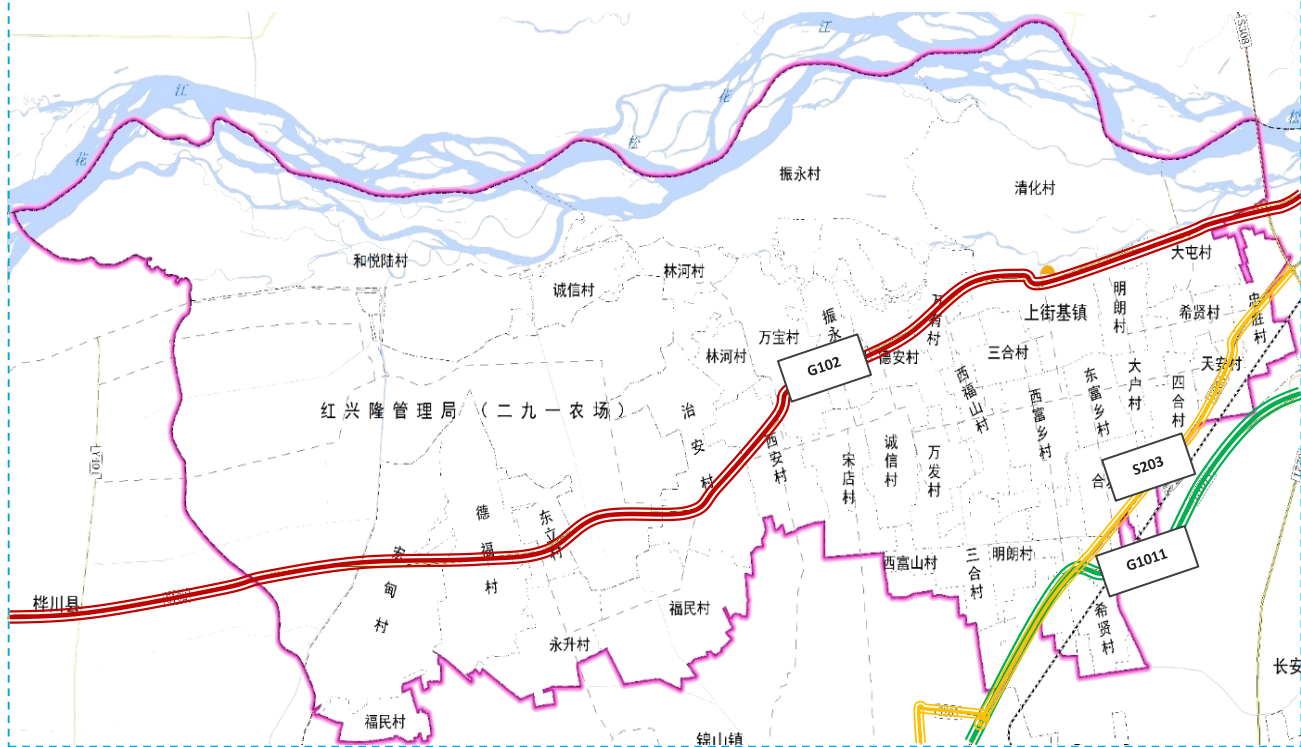 江
S308
江
花
松
松
花
振永村
清化村
和悦陆村
林河村
大屯村
诚信村
明朗村
上街基镇
希贤村
忠胜村
振永
万宝村
林河村
G102
德安村
三合村
天安村
大户村
四合村
西福山村
东富乡村
西富乡村
红兴隆管理局（二九一农场）
治安村
西安村
宋店村
诚信村
万发村
S203
合
德福村
东立村
G1011
西富山村
三合村
明朗村
甸村
桦川县
福民村
希贤村
永升村
长安
福民村
锦山镇